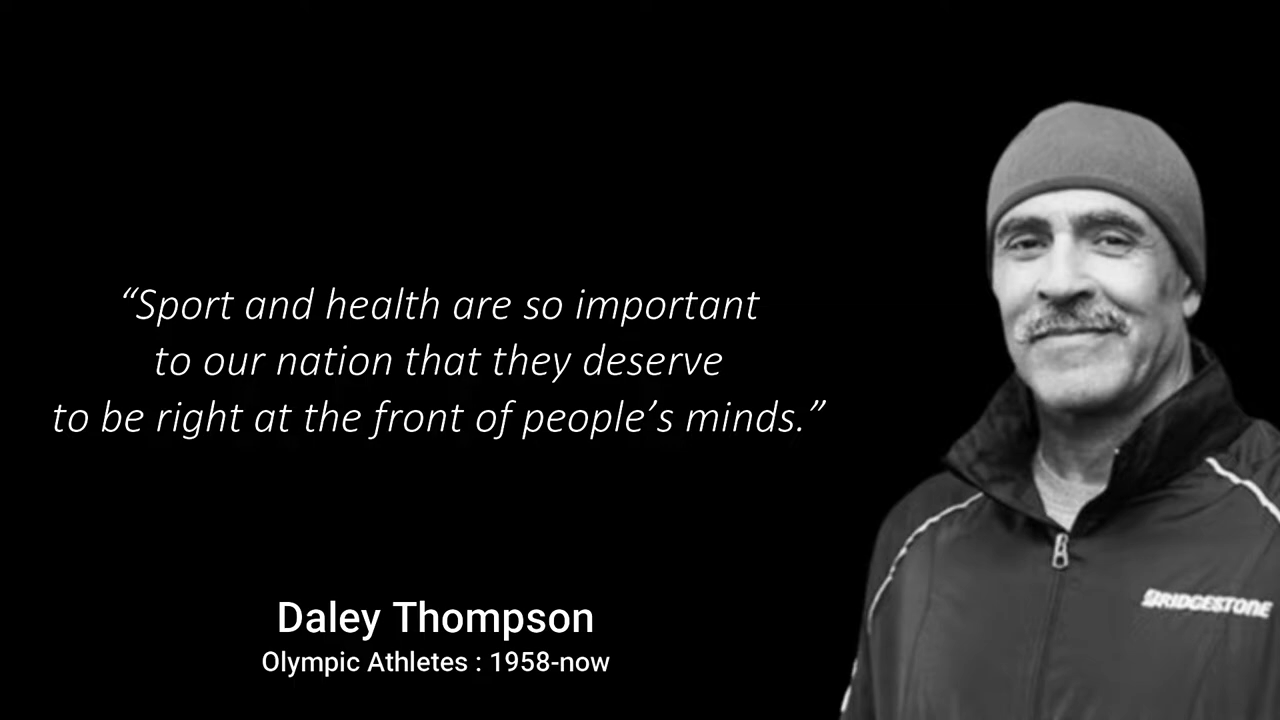 “Sport and health are so important
to our nation that they deserve
to be right at the front of people’s minds.”
Daley Thompson
Olympic Athletes : 1958-now
BRIDGESTONE